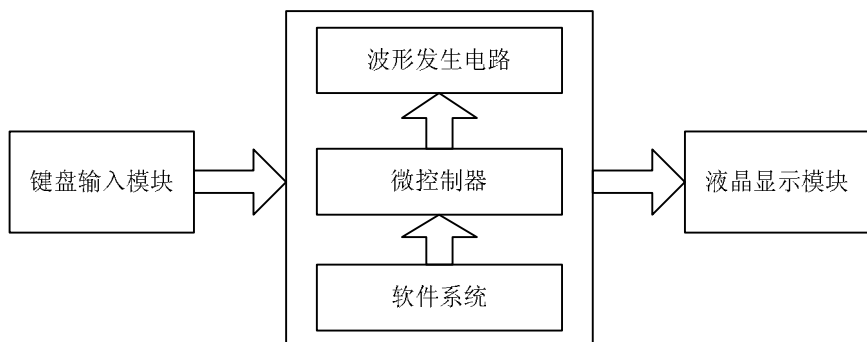 波形发生电路
键盘输入模块
微控制器
液晶显示模块
软件系统